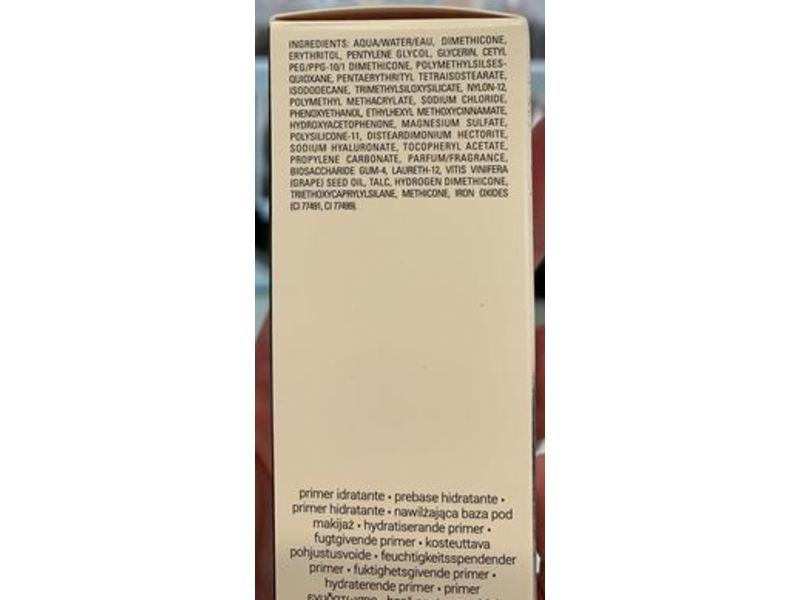 INGREDIENTS: AQUA/WATER/EAU, DIMETHICONE,
ERYTHRITOL, PENTYLENE GLYCOL, GLYCERIN, CETYL
PEG/PPG-10/1 DIMETHICONE, POLYMETHYLSILSES-
QUIOXANE, PENTAERYTHRITYL TETRAISOSTEARATE,
ISODODECANE, TRIMETHYLSILOXYSILICATE, NYLON-12,
POLYMETHYL METHACRYLATE, SODIUM CHLORIDE,
PHENOXYETHANOL, ETHYLHEXYL METHOXYCINNAMATE,
HYDROXYACETOPHENONE, MAGNESIUM SULFATE,
POLYSILICONE-11, DISTEARDIMONIUM HECTORITE,
SODIUM HYALURONATE, TOCOPHERYL ACETATE,
PROPYLENE CARBONATE, PARFUM/FRAGRANCE,
BIOSACCHARIDE GUM-4, LAURETH-12, VITIS VINIFERA
(GRAPE) SEED OIL, TALC, HYDROGEN DIMETHICONE,
TRIETHOXYCAPRYLYLSILANE, METHICONE, IRON OXIDES
(CI 77491, CI 77499).
primer idratante • prebase hidratante •
primer hidratante • nawilżająca baza pod
makijaż • hydratiserande primer •
fugtgivende primer • kosteuttava
pohjustusvoide • feuchtigkeitsspendender
primer • fuktighetsgivende primer •
hydraterende primer • primer